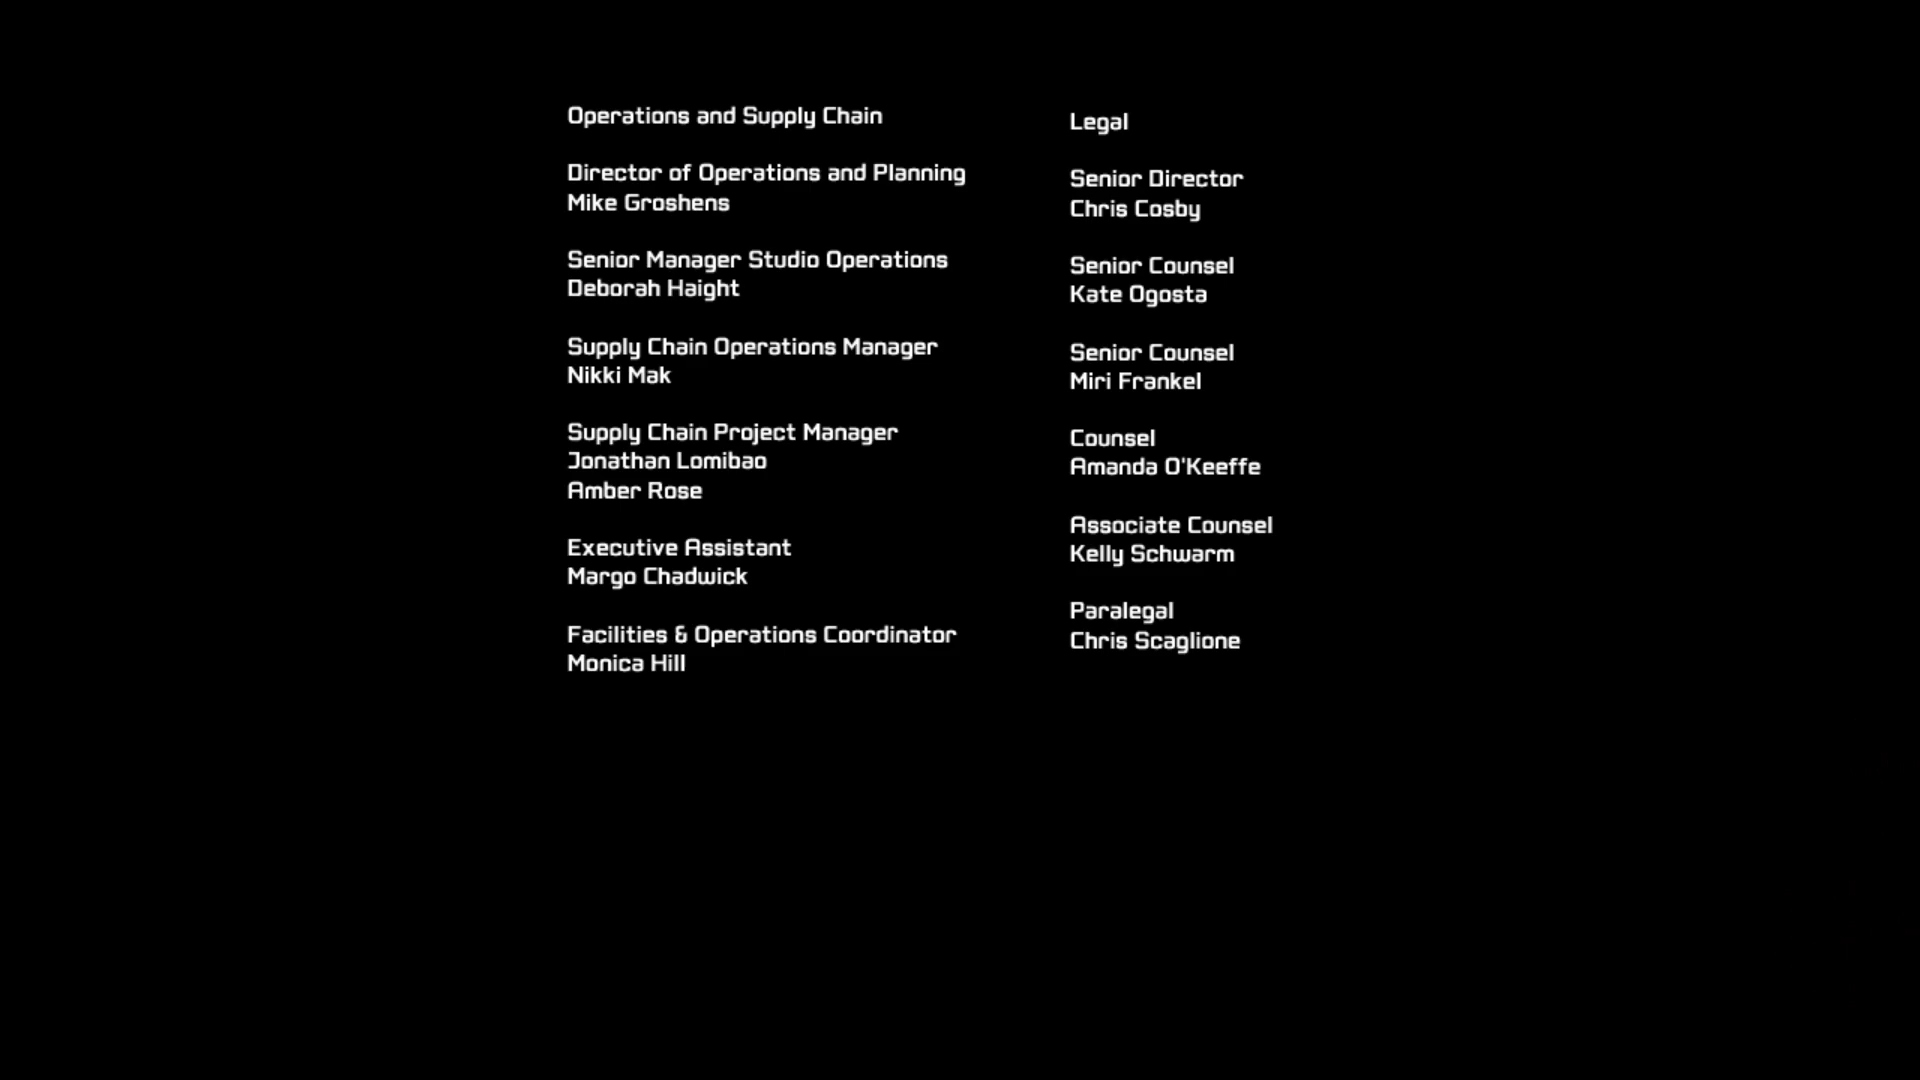 Operations and Supply Chain
Director of Operations and Planning
Mike Groshens
Senior Manager Studio Operations
Deborah Haight
Supply Chain Operations Manager
Nikki Mak
Supply Chain Project Manager
Jonathan Lomibao
Amber Rose
Executive Assistant
Margo Chadwick
Facilities & Operations Coordinator
Monica Hill
Legal
Senior Director
Chris Cosby
Senior Counsel
Kate Ogosta
Senior Counsel
Miri Frankel
Counsel
Amanda O'Keeffe
Associate Counsel
Kelly Schwarm
Paralegal
Chris Scaglione